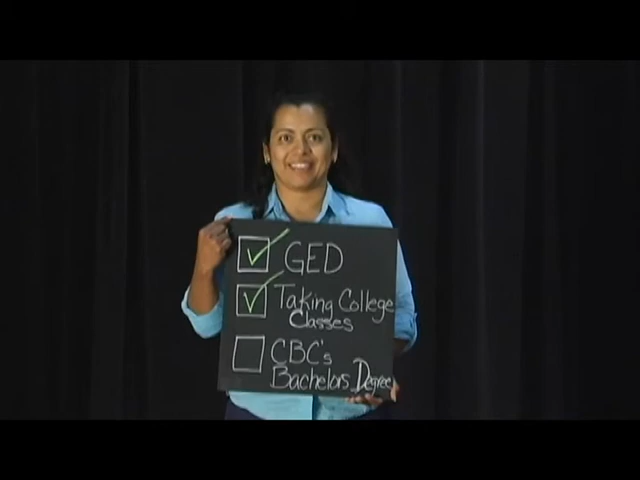 GED
Taking College
Classes
CBC's
Bachelors Degree